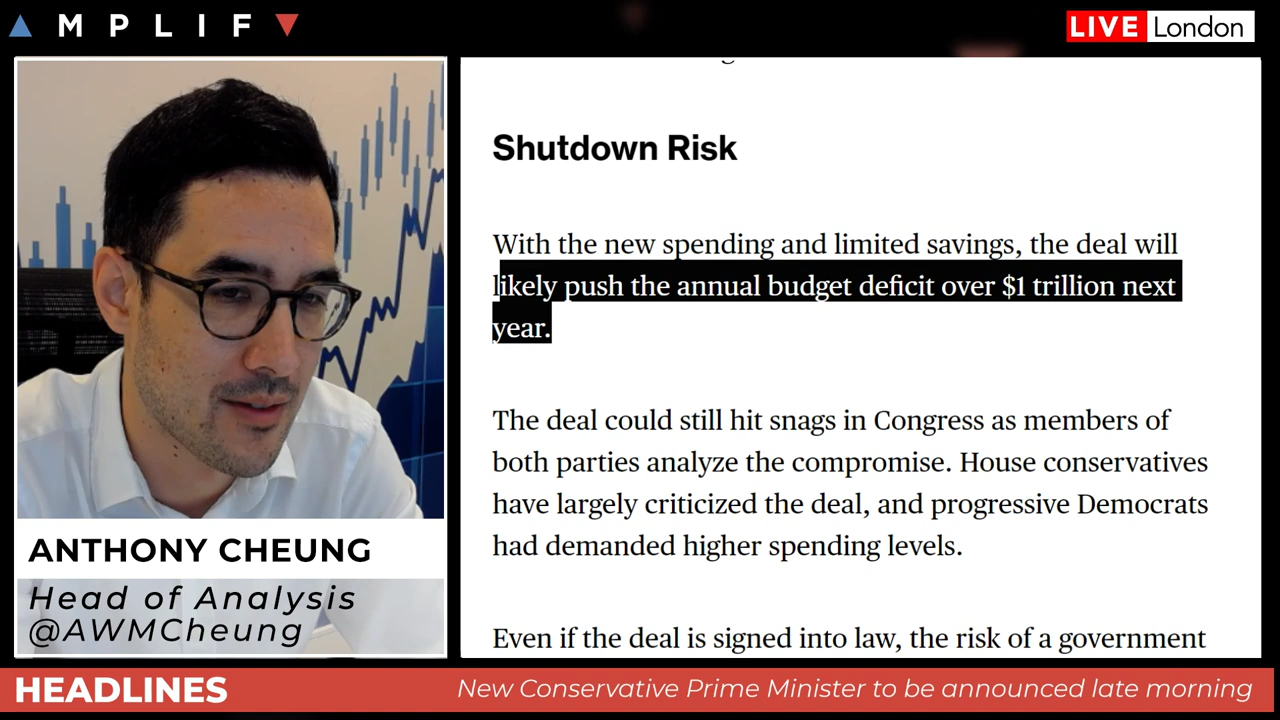 MPLIF
LIVE London
Shutdown Risk
With the new spending and limited savings, the deal will
likely push the annual budget deficit over $1 trillion next
year.
The deal could still hit snags in Congress as members of
both parties analyze the compromise. House conservatives
have largely criticized the deal, and progressive Democrats
had demanded higher spending levels.
Even if the deal is signed into law, the risk of a government
ANTHONY CHEUNG
Head of Analysis
@AWMCheung
HEADLINES
New Conservative Prime Minister to be announced late morning